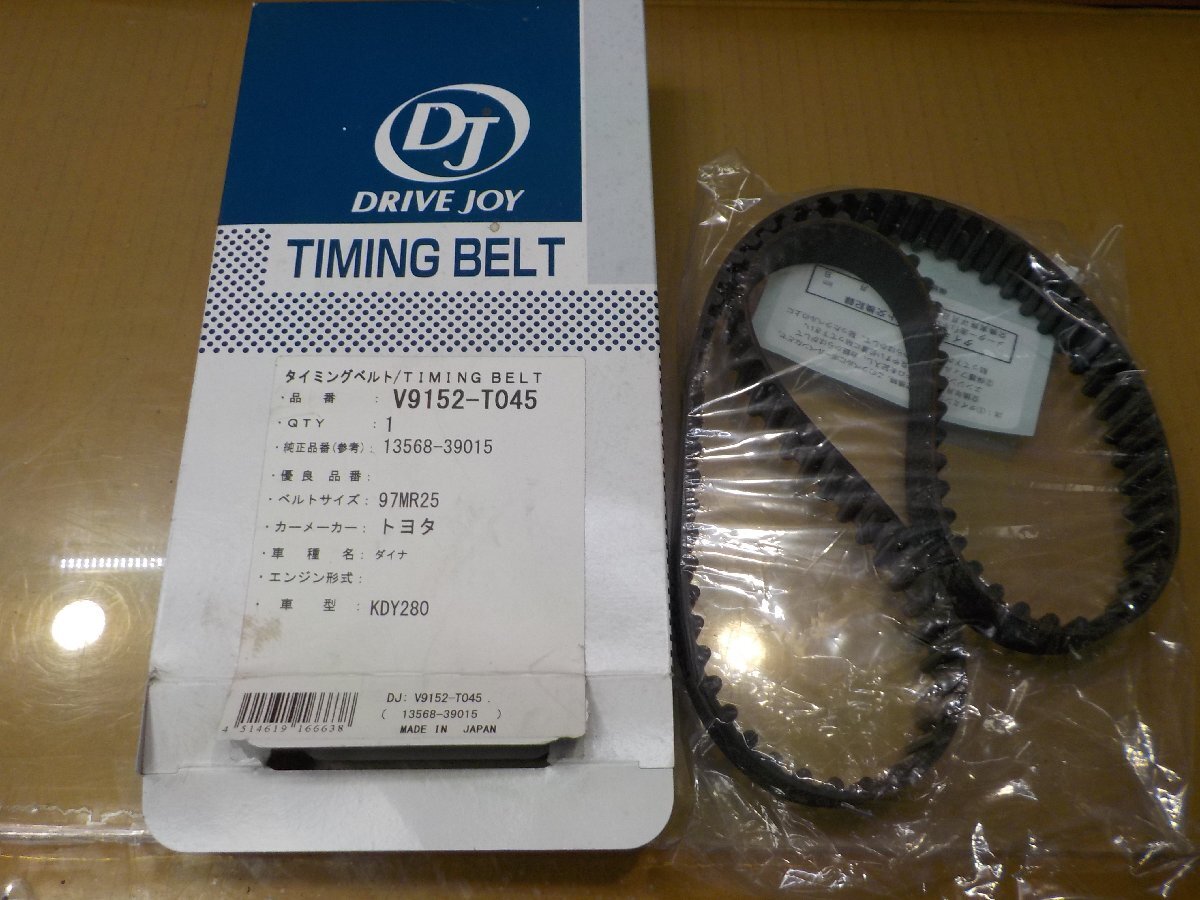 DJ
DRIVE JOY
TIMING BELT
タイミングベルト/TIMING BELT
・品 番 : V9152-T045
・QTY :1
・純正品番(参考): 13568-39015
・優良品番:
・ベルトサイズ: 97MR25
・カーメーカー: トヨタ
・車種名: ダイナ
・エンジン形式:
・車 型 : KDY280
DJ: V9152-T045 .
( 13568-39015 )
MADE IN JAPAN
4 514619 166638